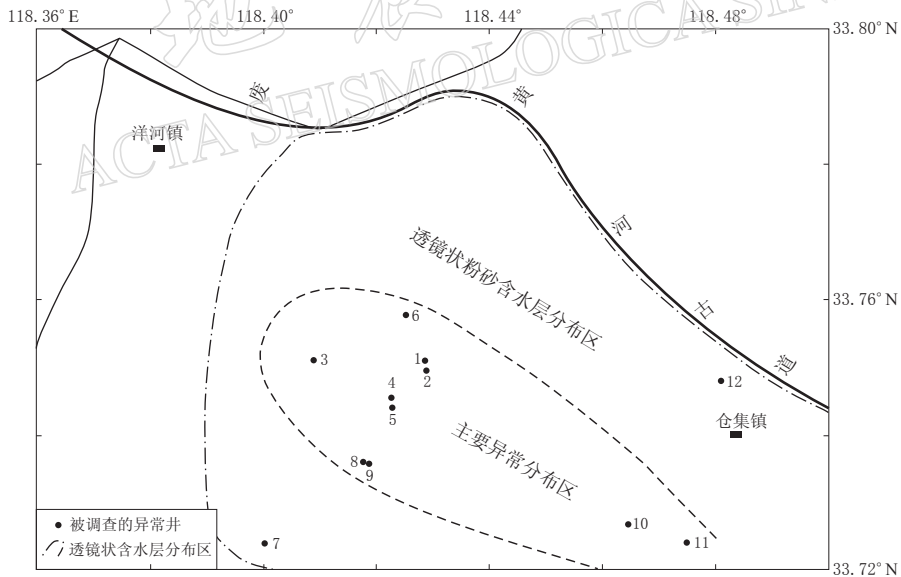 118.36°E 118.40° 118.44° 118.48°
33.80°N
ACTA SEISMOLOGICA SIN
废
黄
洋河镇
河
透镜状粉砂含水层分布区
33.76°N
古
道
6
3
1
2
12
4
5
仓集镇
主要异常分布区
8
9
10
11
7
被调查的异常井
透镜状含水层分布区
33.72°N